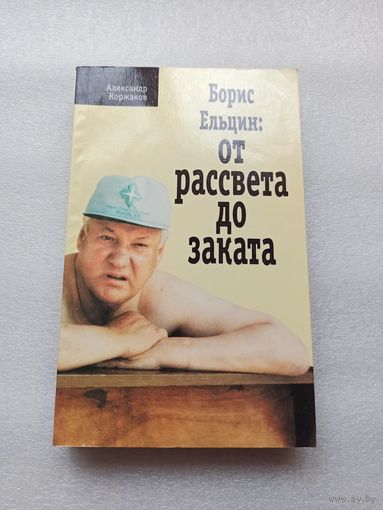 Александр
Коржаков
Борис
Ельцин:
от
рассвета
до
заката
www.ay.by